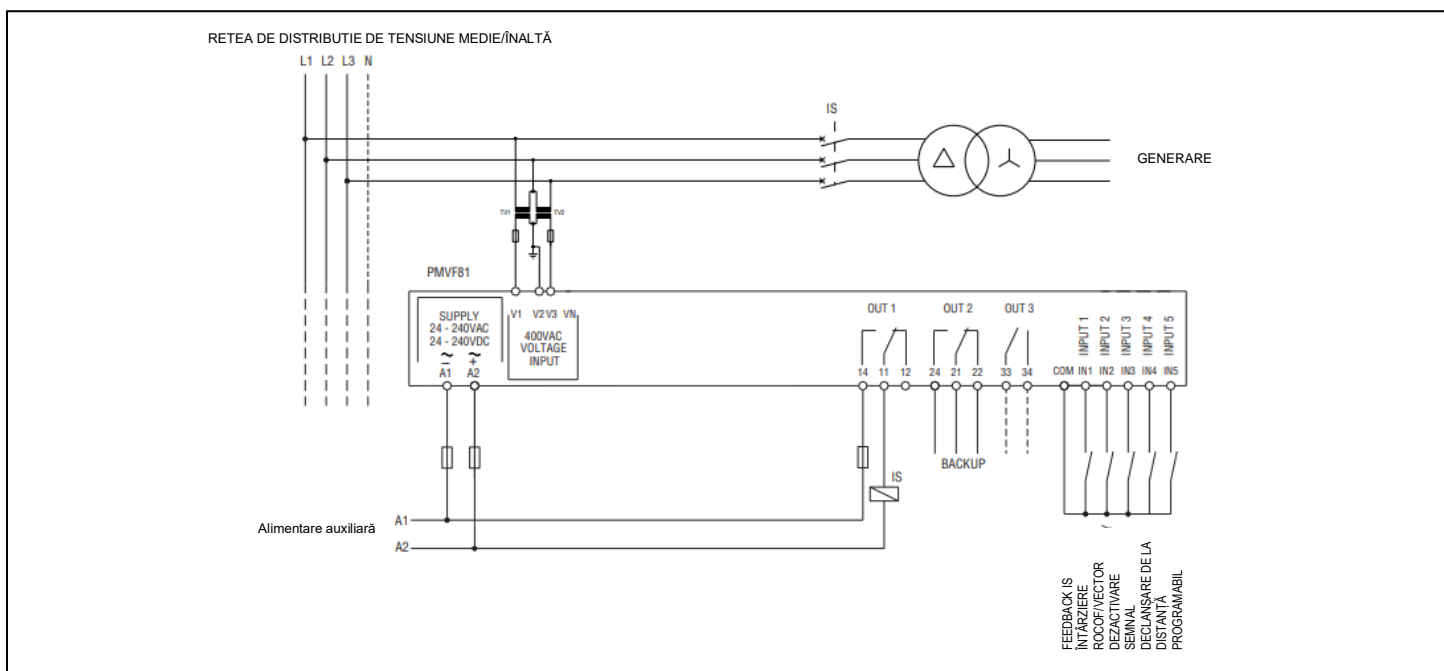 RETEA DE DISTRIBUTIE DE TENSIUNE MEDIE/ÎNALTĂ
L1 L2 L3 N
IS
GENERARE
TV1 TV2
PMVF81
SUPPLY
24 - 240VAC
24 - 240VDC
~ ~
− +
A1 A2
V1 V2 V3 VN
400VAC
VOLTAGE
INPUT
OUT 1 OUT 2 OUT 3
INPUT 1
INPUT 2
INPUT 3
INPUT 4
INPUT 5
14 11 12 24 21 22 33 34 COM IN1 IN2 IN3 IN4 IN5
BACKUP
IS
Alimentare auxiliară
A1
A2
FEEDBACK IS
ÎNTÂRZIERE
ROCOF/VECTOR
DEZACTIVARE
SEMNAL
DECLANȘARE DE LA
DISTANȚĂ
PROGRAMABIL